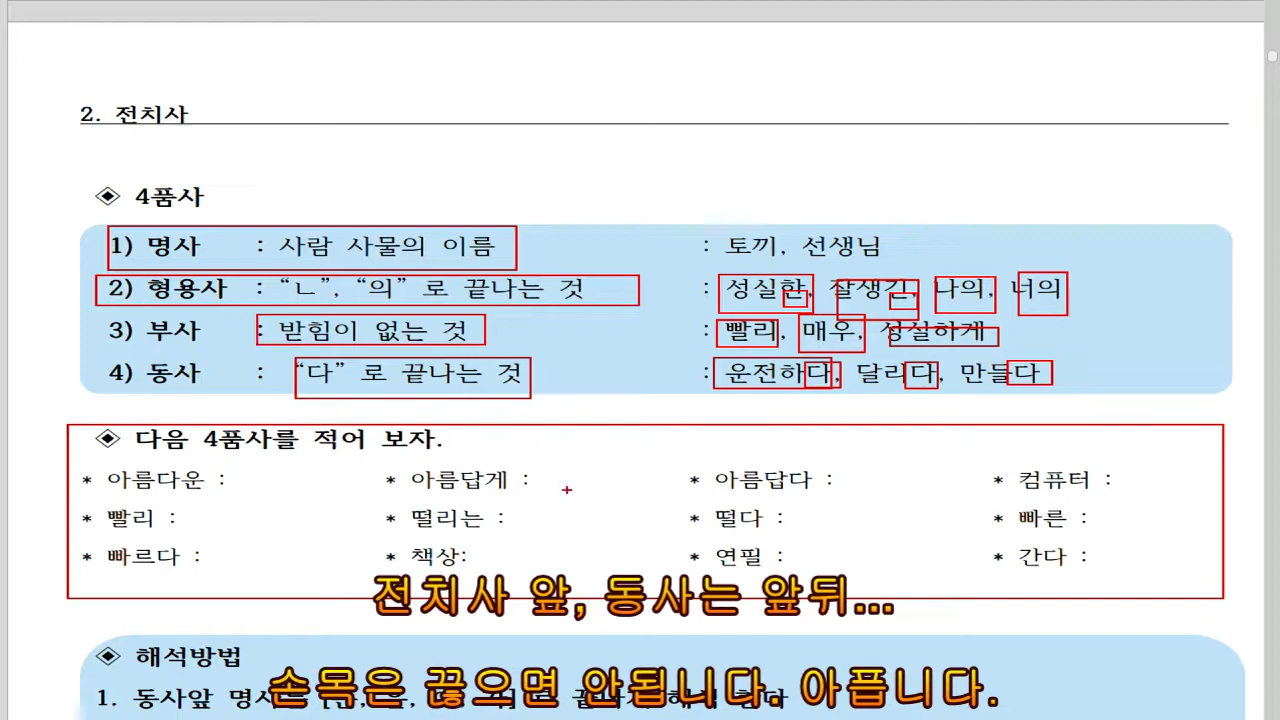 2. 전치사
◈ 4품사
1) 명사 : 사람 사물의 이름 : 토끼, 선생님
2) 형용사 : “ㄴ”, “의” 로 끝나는 것 : 성실한, 잘생긴, 나의, 너의
3) 부사 : 받힘이 없는 것 : 빨리, 매우, 성실하게
4) 동사 : “다” 로 끝나는 것 : 운전하다, 달리다, 만들다
◈ 다음 4품사를 적어 보자.
* 아름다운 : * 아름답게 : * 아름답다 : * 컴퓨터 :
* 빨리 : * 떨리는 : * 떨다 : * 빠른 :
* 빠르다 : * 책상: * 연필 : * 간다 :
전치사 앞, 동사는 앞뒤...
◈ 해석방법
손목은 끊으면 안됩니다. 아픕니다.
1. 동사앞 명사